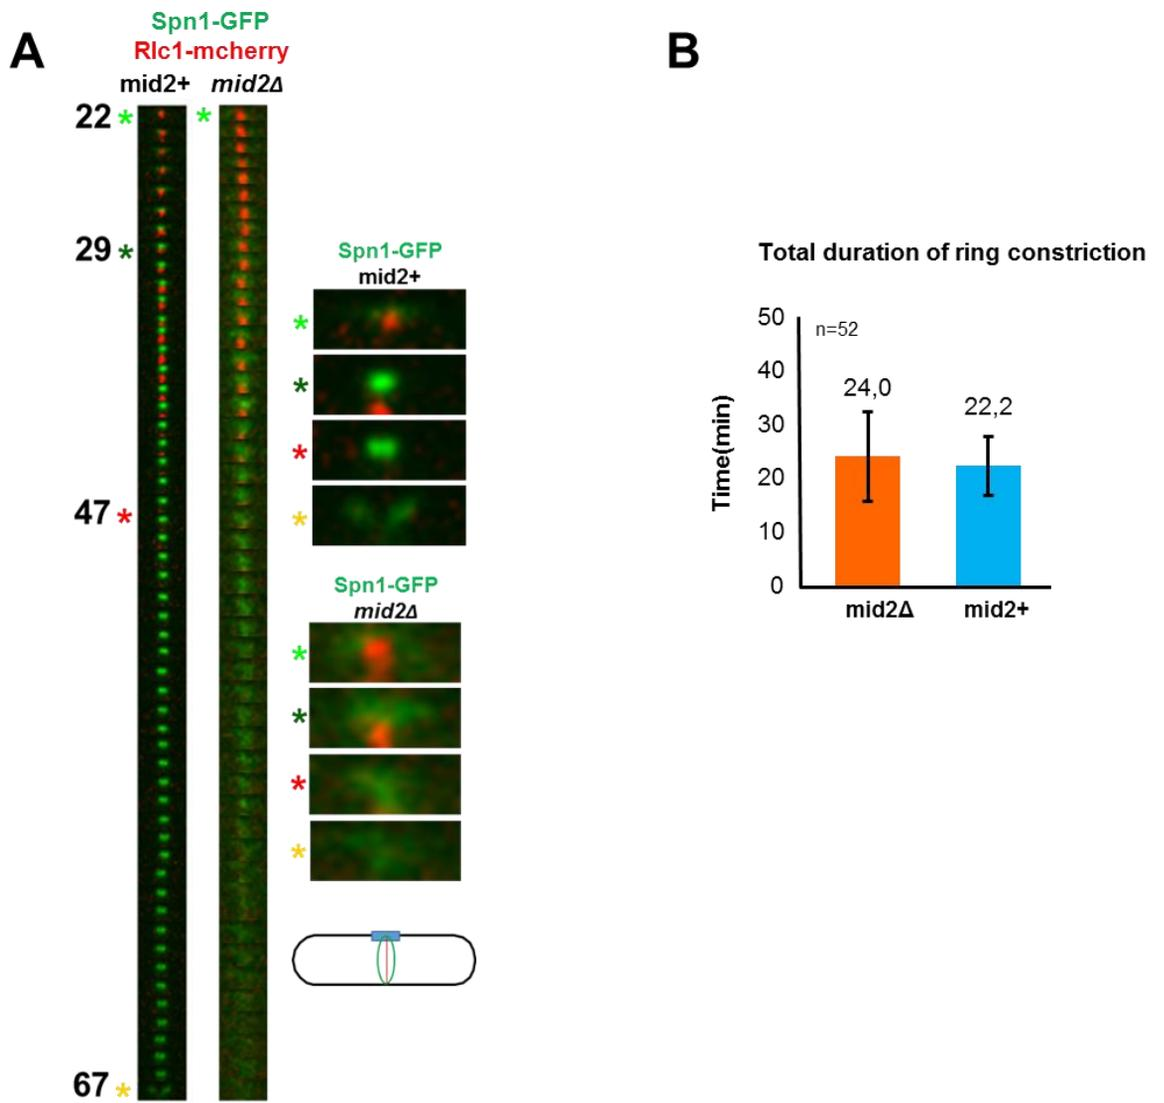 A
Spn1-GFP
Rlc1-mcherry
mid2+ mid2Δ
22 * *
29 *
47 *
67 *
Spn1-GFP
mid2+
*
*
*
*
Spn1-GFP
mid2Δ
*
*
*
*
B
Total duration of ring constriction
Time(min)
50
40
30
20
10
0
n=52
24,0
22,2
mid2Δ mid2+